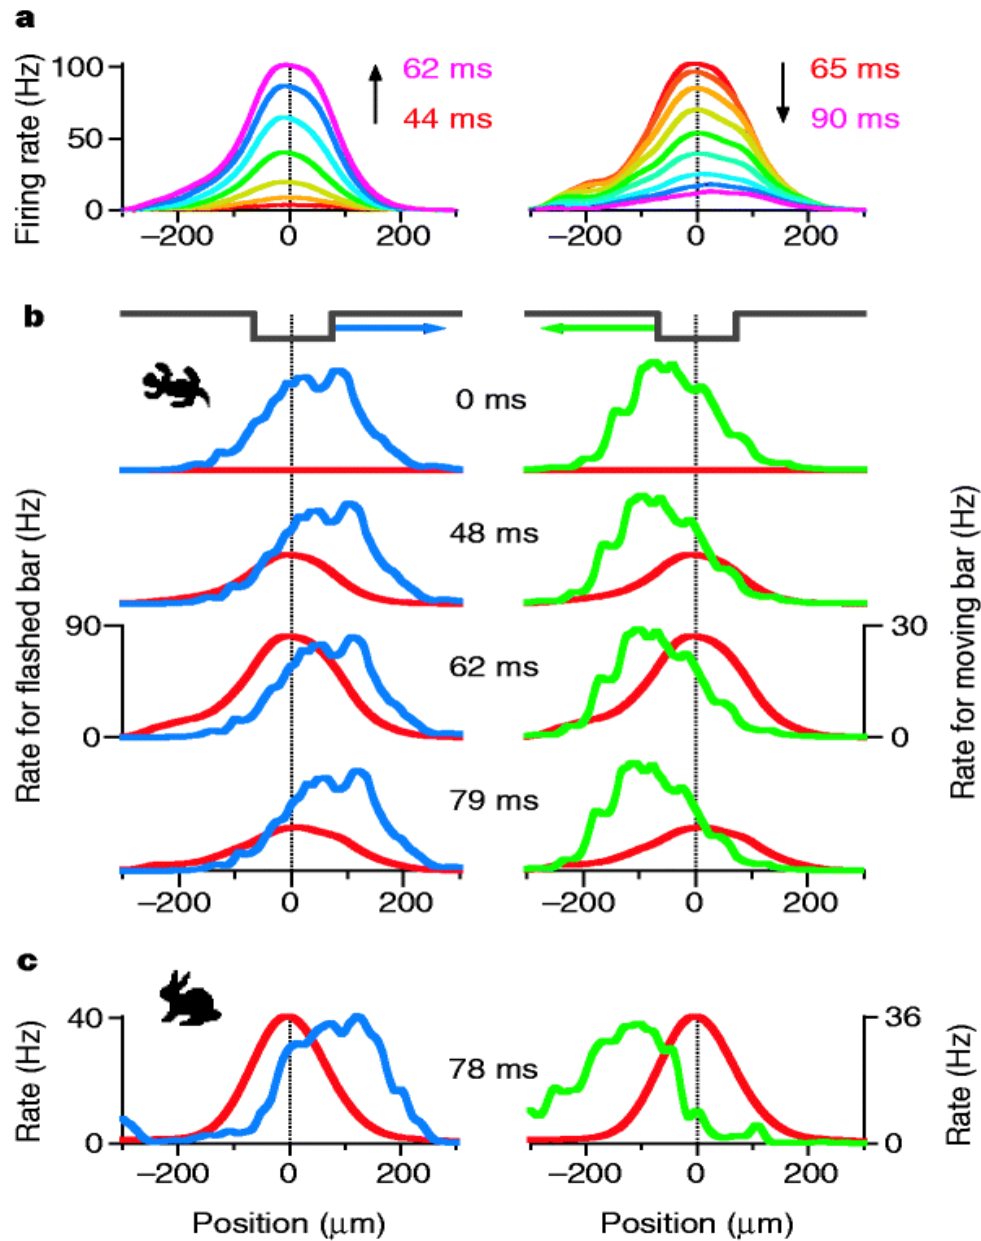 a
Firing rate (Hz)
100
50
0
62 ms
44 ms
65 ms
90 ms
−200 0 200
−200 0 200
b
0 ms
48 ms
62 ms
79 ms
Rate for flashed bar (Hz)
90
0
Rate for moving bar (Hz)
30
0
−200 0 200
−200 0 200
c
Rate (Hz)
40
0
78 ms
36
0
Rate (Hz)
−200 0 200
−200 0 200
Position (μm)
Position (μm)